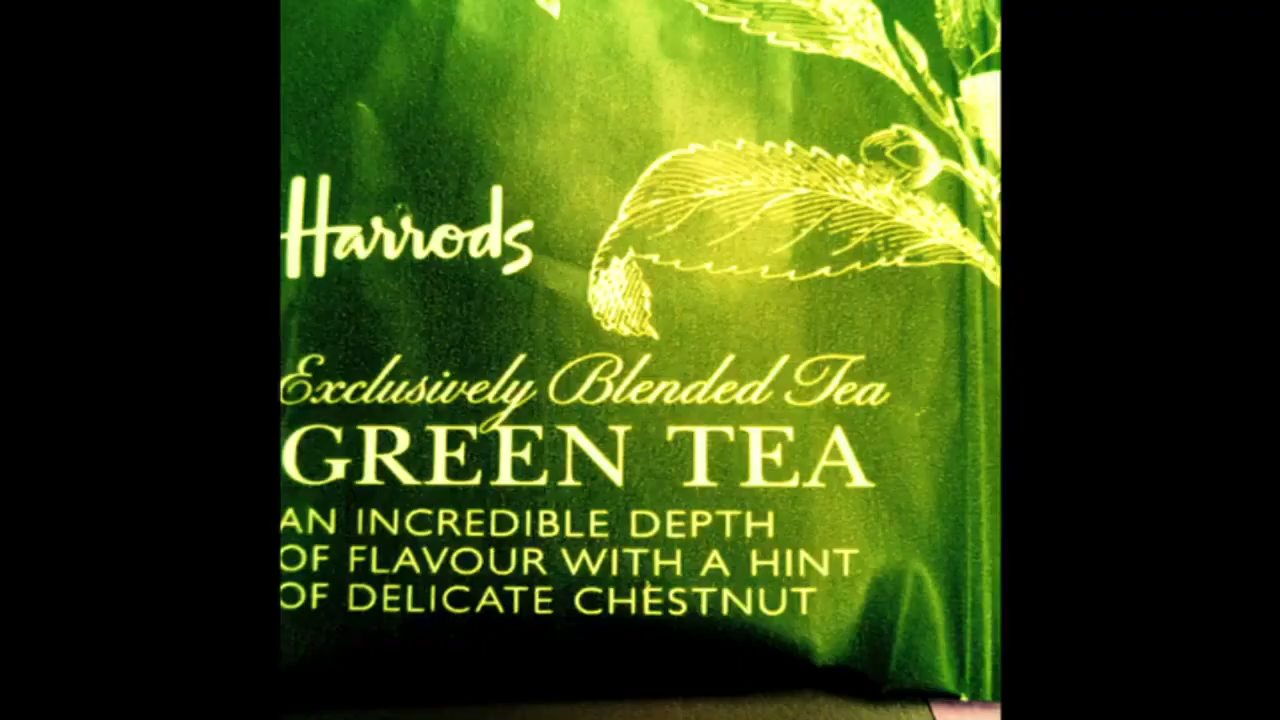 Harrods
Exclusively Blended Tea
GREEN TEA
AN INCREDIBLE DEPTH
OF FLAVOUR WITH A HINT
OF DELICATE CHESTNUT